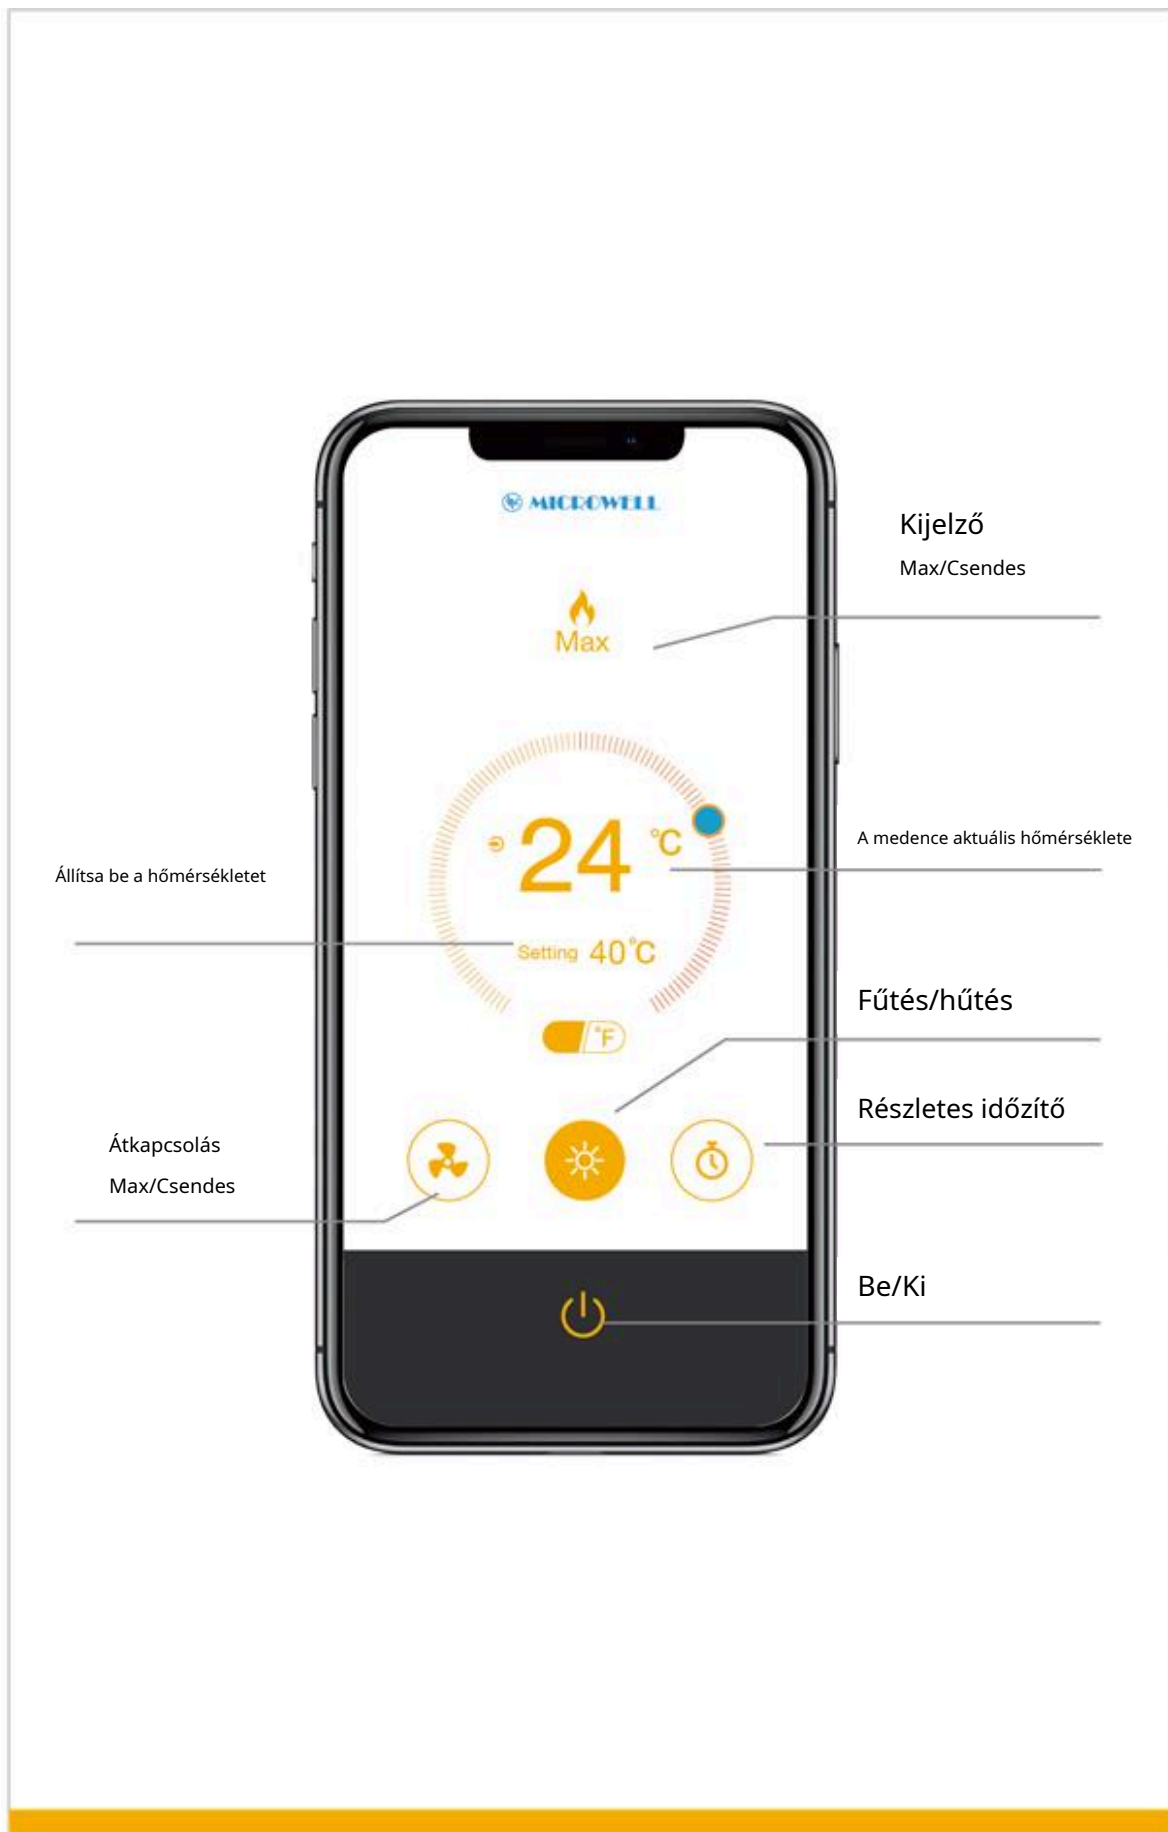 MICROWELL
Kijelző
Max/Csendes
Max
24 °C
A medence aktuális hőmérséklete
Állítsa be a hőmérsékletet
Setting 40°C
Fűtés/hűtés
°F
Részletes időzítő
Átkapcsolás
Max/Csendes
Be/Ki